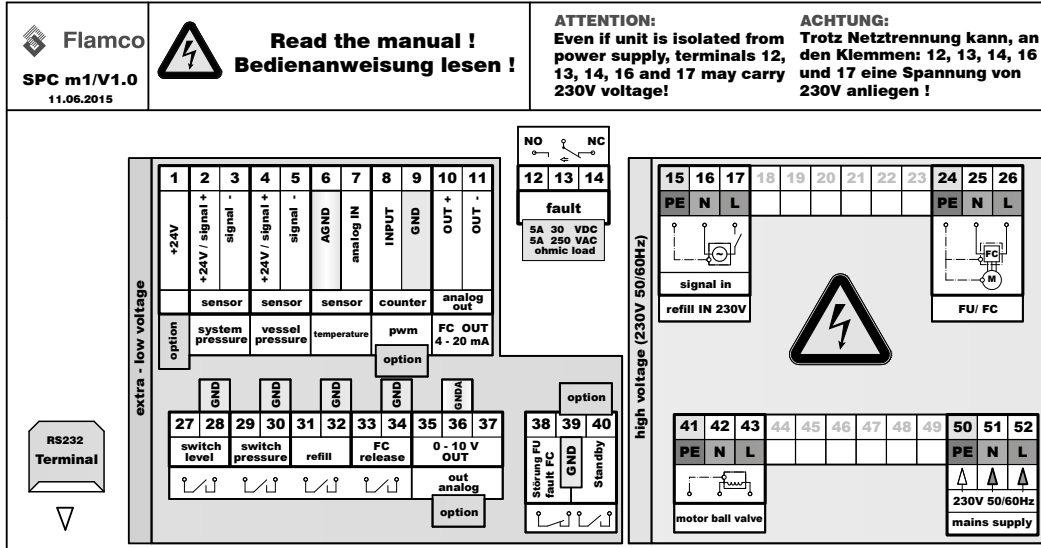 Flamco
SPC m1/V1.0
11.06.2015
Read the manual !
Bedienanweisung lesen !
ATTENTION:
Even if unit is isolated from
power supply, terminals 12,
13, 14, 16 and 17 may carry
230V voltage!
ACHTUNG:
Trotz Netztrennung kann, an
den Klemmen: 12, 13, 14, 16
und 17 eine Spannung von
230V anliegen !
extra - low voltage
1 2 3 4 5 6 7 8 9 10 11
+24V
+24V / signal +
signal -
+24V / signal +
signal -
AGND
analog IN
INPUT
GND
OUT +
OUT -
sensor sensor sensor counter analog
out
option
system
pressure
vessel
pressure
temperature
pwm
FC OUT
4 - 20 mA
option
NO NC
12 13 14
fault
5A 30 VDC
5A 250 VAC
ohmic load
GND GND GND GND GNDA
27 28 29 30 31 32 33 34 35 36 37
switch
level
switch
pressure
refill
FC
release
0 - 10 V
OUT
out
analog
option
option
38 39 40
Störung FU
fault FC
GND
Standby
high voltage (230V 50/60Hz)
15 16 17 18 19 20 21 22 23 24 25 26
PE N L PE N L
signal in
refill IN 230V
FC
M
FU/ FC
41 42 43 44 45 46 47 48 49 50 51 52
PE N L PE N L
motor ball valve
230V 50/60Hz
mains supply
RS232
Terminal